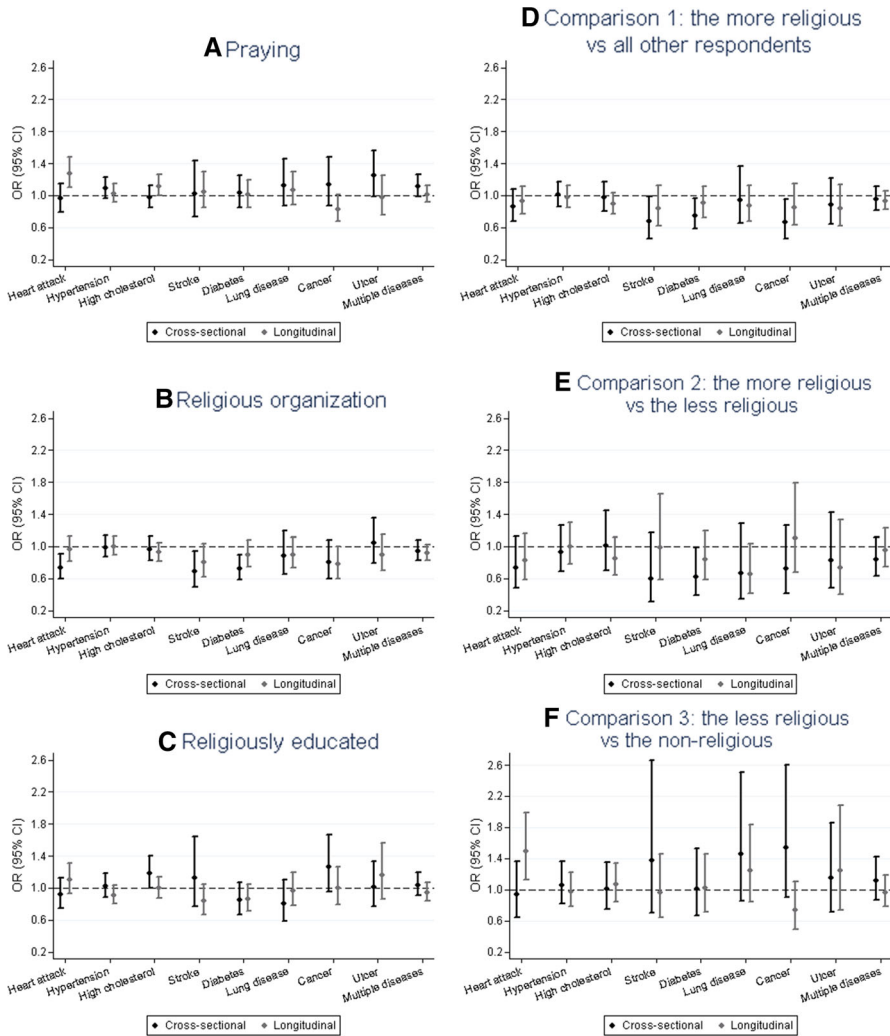 A Praying
OR (95% CI)
2.6
2.2
1.8
1.4
1.0
0.6
0.2
Heart attack
Hypertension
High cholesterol
Stroke
Diabetes
Lung disease
Cancer
Ulcer
Multiple diseases
Cross-sectional Longitudinal
B Religious organization
OR (95% CI)
2.6
2.2
1.8
1.4
1.0
0.6
0.2
Heart attack
Hypertension
High cholesterol
Stroke
Diabetes
Lung disease
Cancer
Ulcer
Multiple diseases
Cross-sectional Longitudinal
C Religiously educated
OR (95% CI)
2.6
2.2
1.8
1.4
1.0
0.6
0.2
Heart attack
Hypertension
High cholesterol
Stroke
Diabetes
Lung disease
Cancer
Ulcer
Multiple diseases
Cross-sectional Longitudinal
D Comparison 1: the more religious
vs all other respondents
OR (95% CI)
2.6
2.2
1.8
1.4
1.0
0.6
0.2
Heart attack
Hypertension
High cholesterol
Stroke
Diabetes
Lung disease
Cancer
Ulcer
Multiple diseases
Cross-sectional Longitudinal
E Comparison 2: the more religious
vs the less religious
OR (95% CI)
2.6
2.2
1.8
1.4
1.0
0.6
0.2
Heart attack
Hypertension
High cholesterol
Stroke
Diabetes
Lung disease
Cancer
Ulcer
Multiple diseases
Cross-sectional Longitudinal
F Comparison 3: the less religious
vs the non-religious
OR (95% CI)
2.6
2.2
1.8
1.4
1.0
0.6
0.2
Heart attack
Hypertension
High cholesterol
Stroke
Diabetes
Lung disease
Cancer
Ulcer
Multiple diseases
Cross-sectional Longitudinal